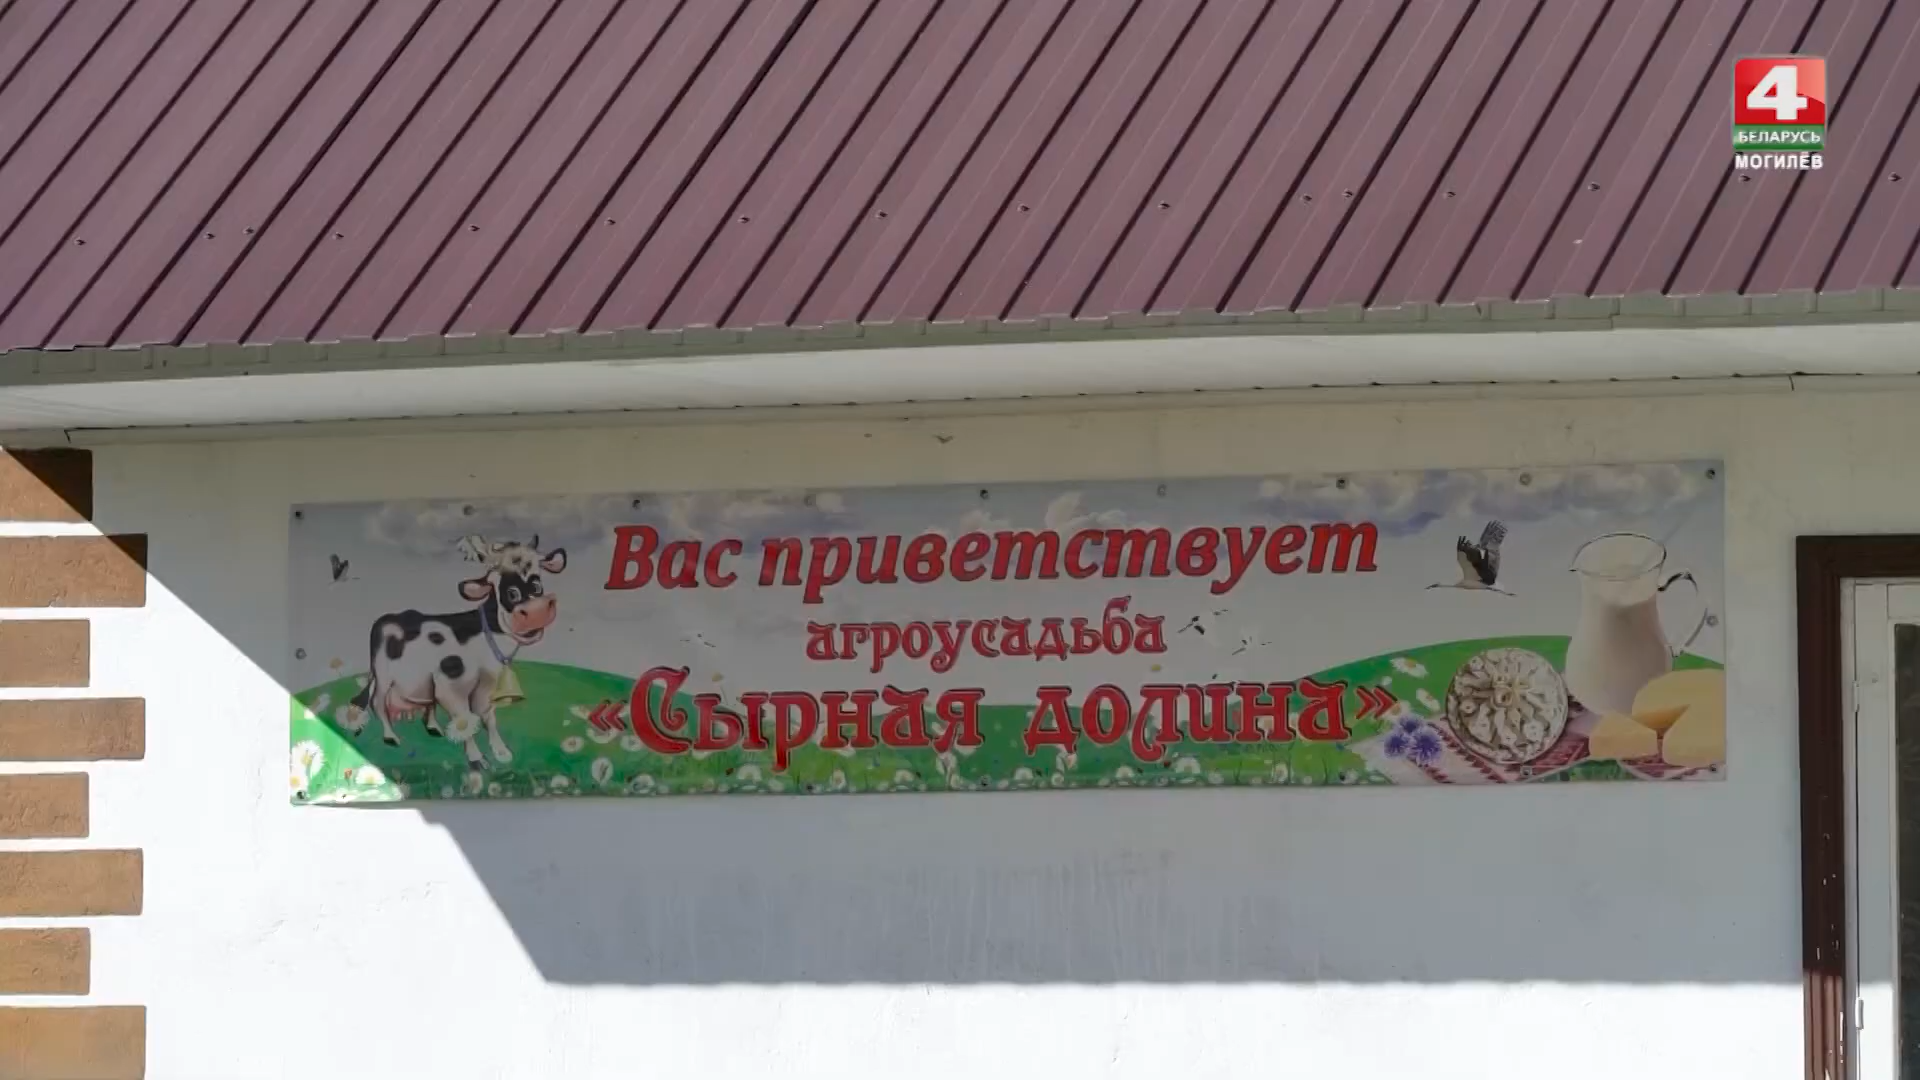 4
БЕЛАРУСЬ
МОГИЛЁВ
Вас приветствует
агроусадьба
«Сырная долина»